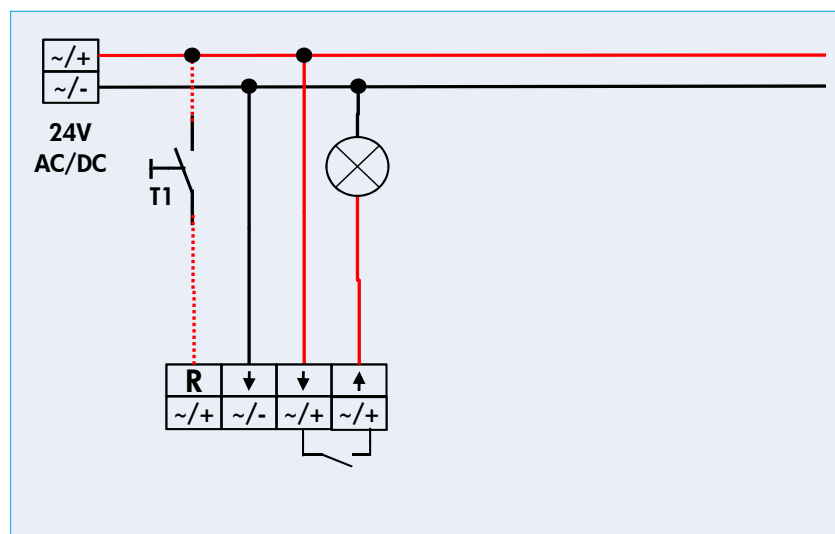 ~/+
~/-
24V
AC/DC
T1
R ↓ ↓ ↑
~/+ ~/- ~/+ ~/+